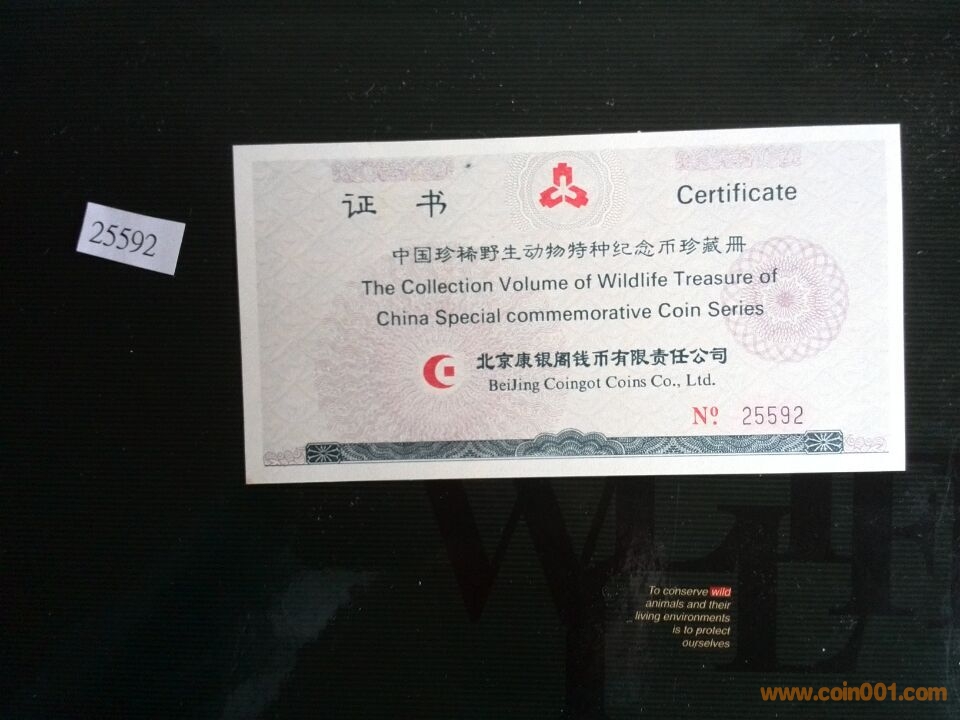 25592
证 书
Certificate
中国珍稀野生动物特种纪念币珍藏册
The Collection Volume of Wildlife Treasure of
China Special commemorative Coin Series
北京康银阁钱币有限责任公司
BeiJing Coingot Coins Co., Ltd.
Nº 25592
WILDLIFE
To conserve wild
animals and their
living environments
is to protect
ourselves
www.coin001.com